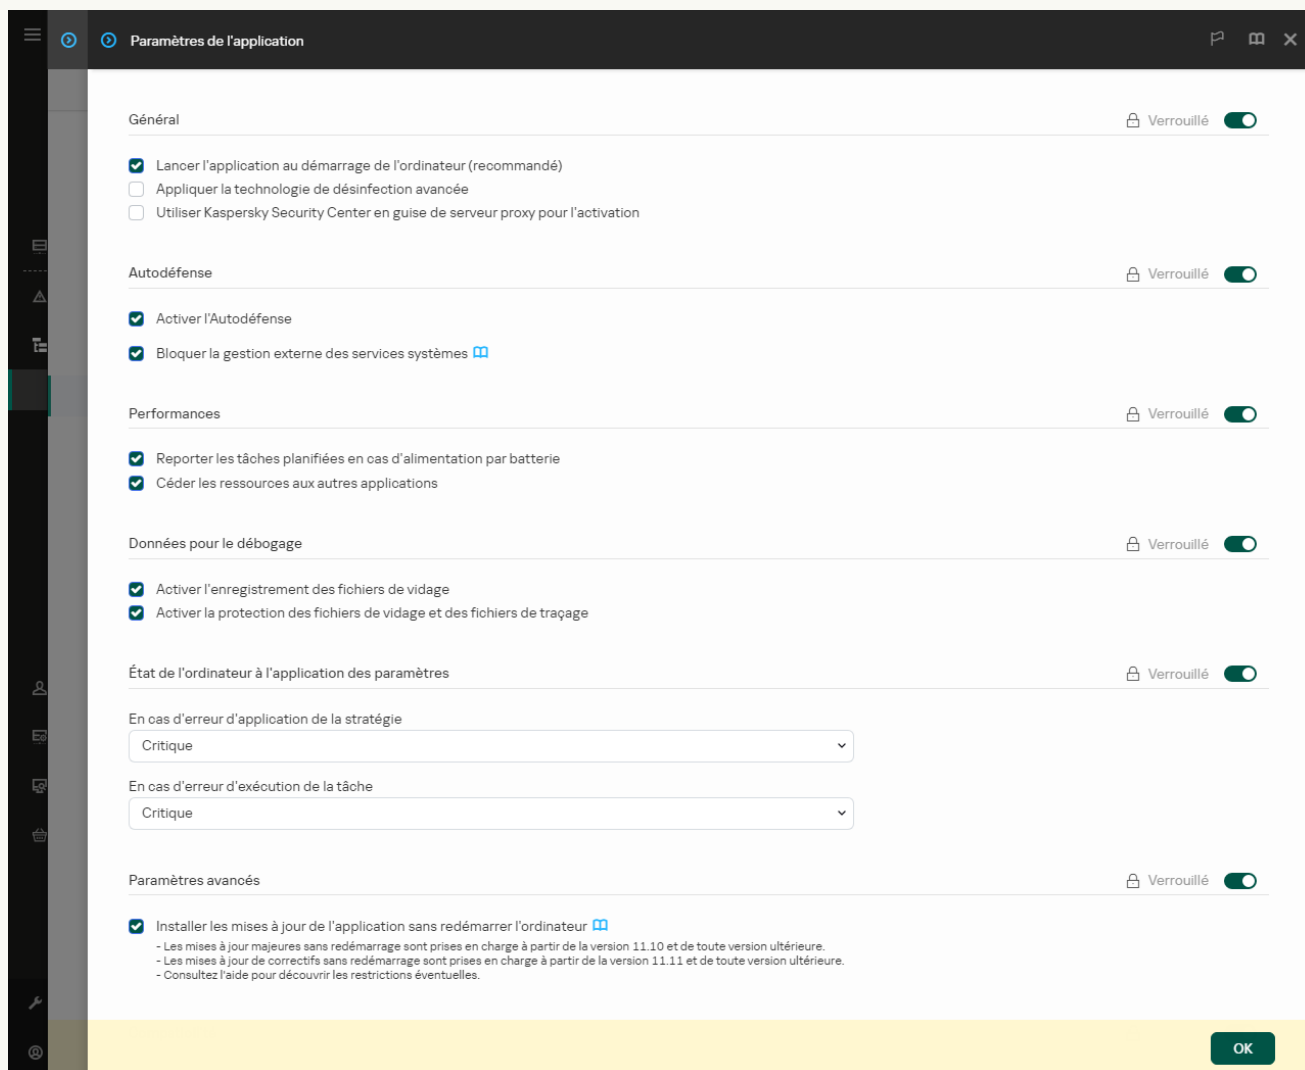 Paramètres de l'application
Général
Verrouillé
Lancer l'application au démarrage de l'ordinateur (recommandé)
Appliquer la technologie de désinfection avancée
Utiliser Kaspersky Security Center en guise de serveur proxy pour l'activation
Autodéfense
Verrouillé
Activer l'Autodéfense
Bloquer la gestion externe des services systèmes
Performances
Verrouillé
Reporter les tâches planifiées en cas d'alimentation par batterie
Céder les ressources aux autres applications
Données pour le débogage
Verrouillé
Activer l'enregistrement des fichiers de vidage
Activer la protection des fichiers de vidage et des fichiers de traçage
État de l'ordinateur à l'application des paramètres
Verrouillé
En cas d'erreur d'application de la stratégie
Critique
En cas d'erreur d'exécution de la tâche
Critique
Paramètres avancés
Verrouillé
Installer les mises à jour de l'application sans redémarrer l'ordinateur
- Les mises à jour majeures sans redémarrage sont prises en charge à partir de la version 11.10 et de toute version ultérieure.
- Les mises à jour de correctifs sans redémarrage sont prises en charge à partir de la version 11.11 et de toute version ultérieure.
- Consultez l'aide pour découvrir les restrictions éventuelles.
OK